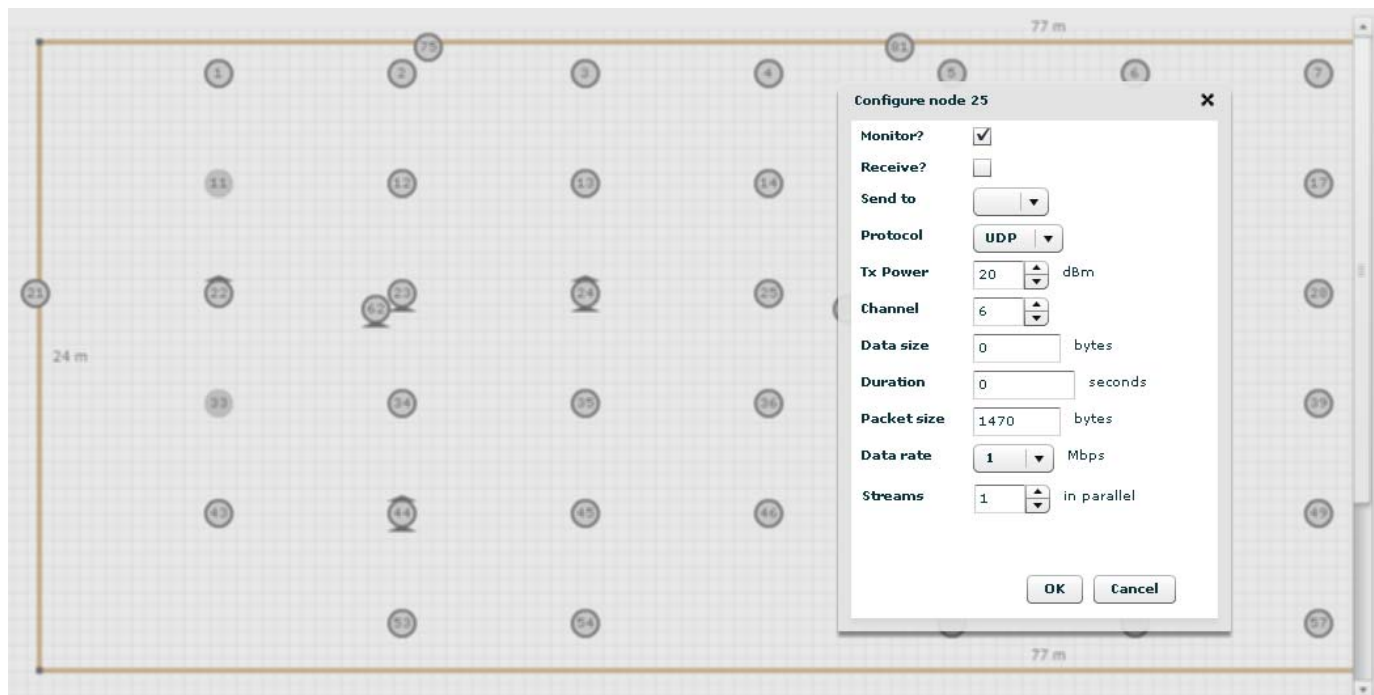 77 m
75
81
1 2 3 4 5 6 7
Configure node 25
Monitor?
Receive?
Send to
Protocol UDP
Tx Power 20 dBm
Channel 6
Data size 0 bytes
Duration 0 seconds
Packet size 1470 bytes
Data rate 1 Mbps
Streams 1 in parallel
OK Cancel
11 12 13 14 17
21 22 23 24 25 28
62
24 m
33 34 35 36 39
43 44 45 46 49
53 54 57
77 m